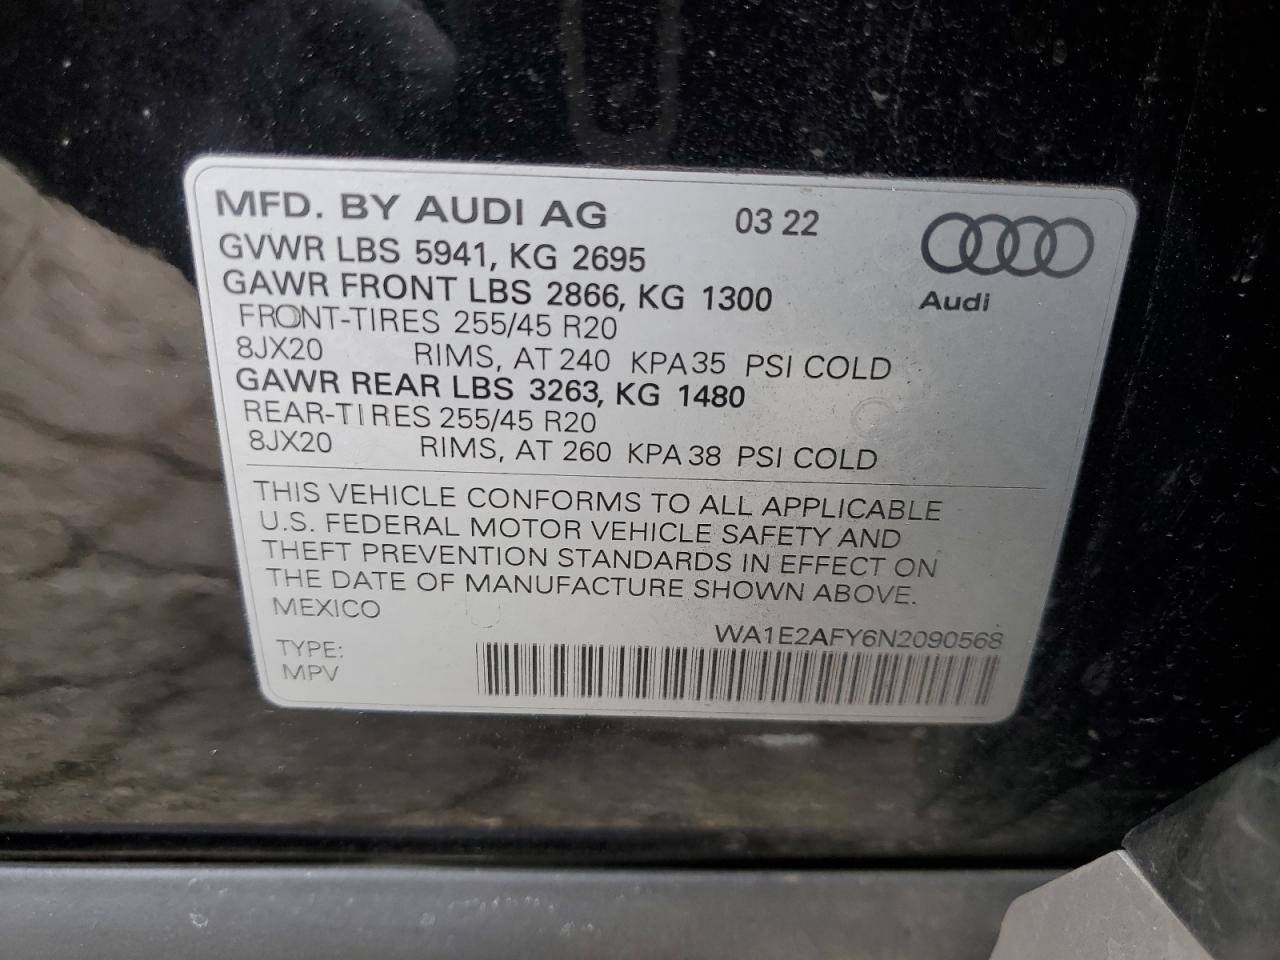 MFD. BY AUDI AG 03 22
GVWR LBS 5941, KG 2695
GAWR FRONT LBS 2866, KG 1300
Audi
FRONT-TIRES 255/45 R20
8JX20 RIMS, AT 240 KPA 35 PSI COLD
GAWR REAR LBS 3263, KG 1480
REAR-TIRES 255/45 R20
8JX20 RIMS, AT 260 KPA 38 PSI COLD
THIS VEHICLE CONFORMS TO ALL APPLICABLE
U.S. FEDERAL MOTOR VEHICLE SAFETY AND
THEFT PREVENTION STANDARDS IN EFFECT ON
THE DATE OF MANUFACTURE SHOWN ABOVE.
MEXICO
WA1E2AFY6N2090568
TYPE:
MPV